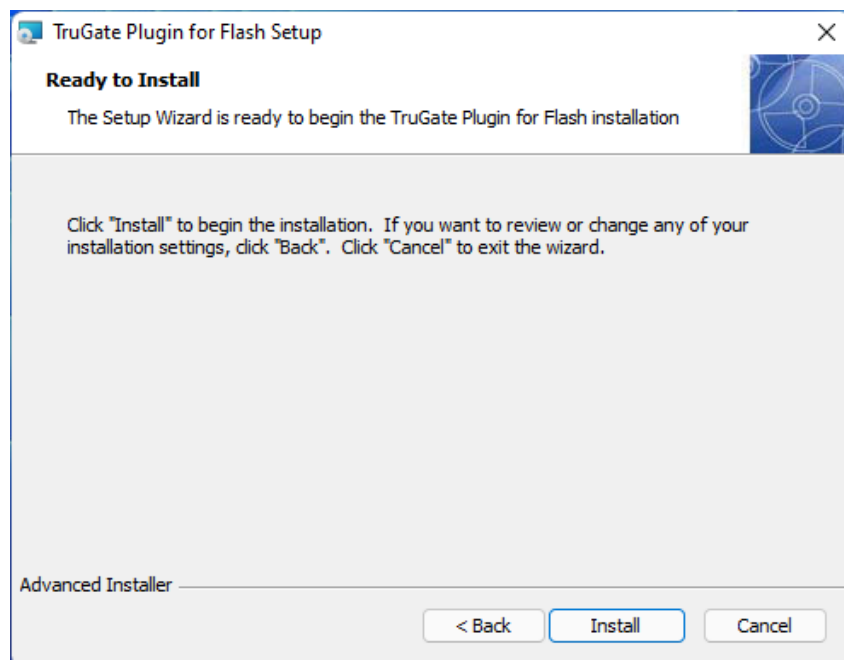 TruGate Plugin for Flash Setup
Ready to Install
The Setup Wizard is ready to begin the TruGate Plugin for Flash installation
Click "Install" to begin the installation.  If you want to review or change any of your
installation settings, click "Back".  Click "Cancel" to exit the wizard.
Advanced Installer
< Back Install Cancel